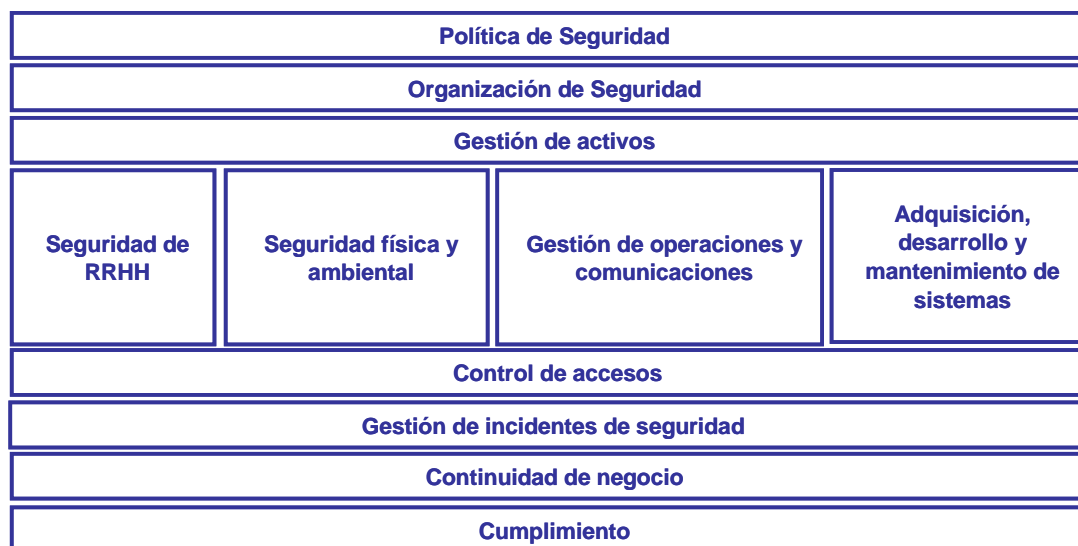 Política de Seguridad
Organización de Seguridad
Gestión de activos
Seguridad de
RRHH
Seguridad física y
ambiental
Gestión de operaciones y
comunicaciones
Adquisición,
desarrollo y
mantenimiento de
sistemas
Control de accesos
Gestión de incidentes de seguridad
Continuidad de negocio
Cumplimiento